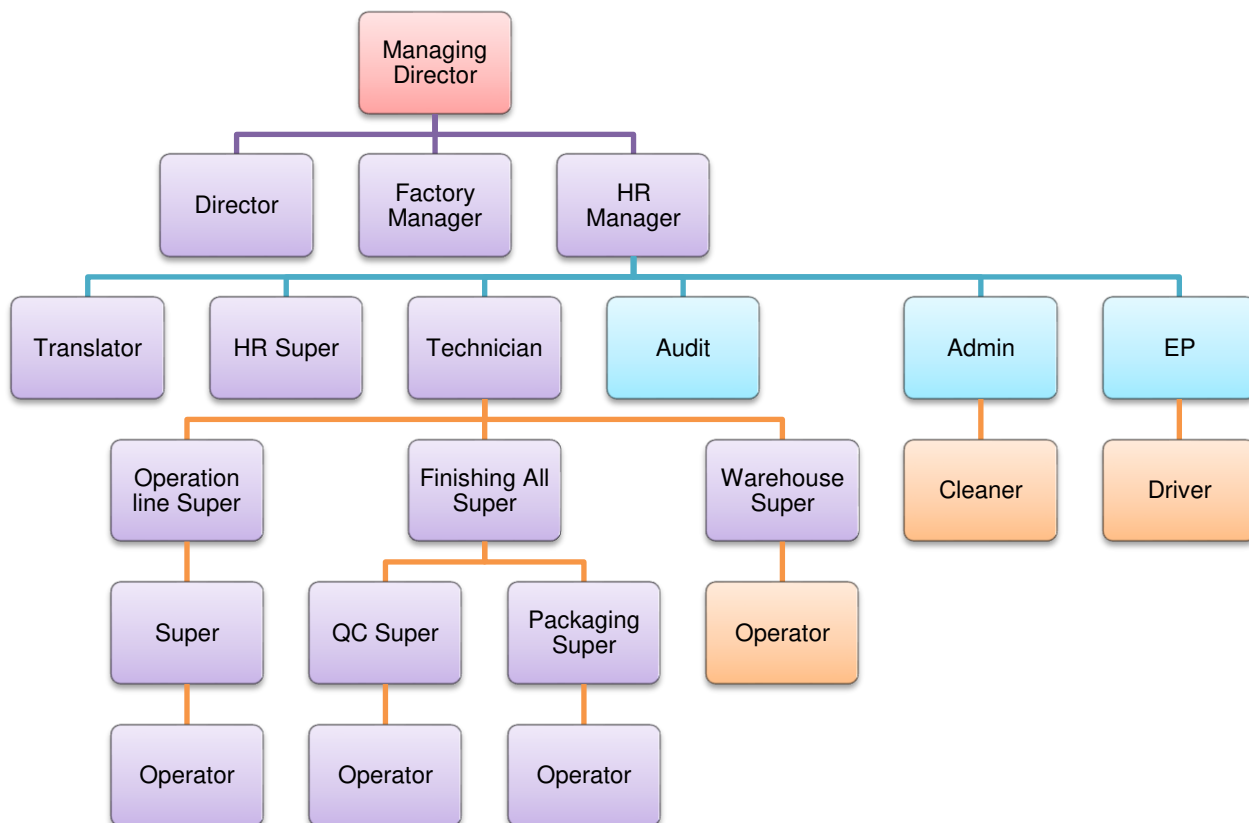 Managing
Director
Director
Factory
Manager
HR
Manager
Translator
HR Super
Technician
Audit
Admin
EP
Operation
line Super
Finishing All
Super
Warehouse
Super
Cleaner
Driver
Super
QC Super
Packaging
Super
Operator
Operator
Operator
Operator